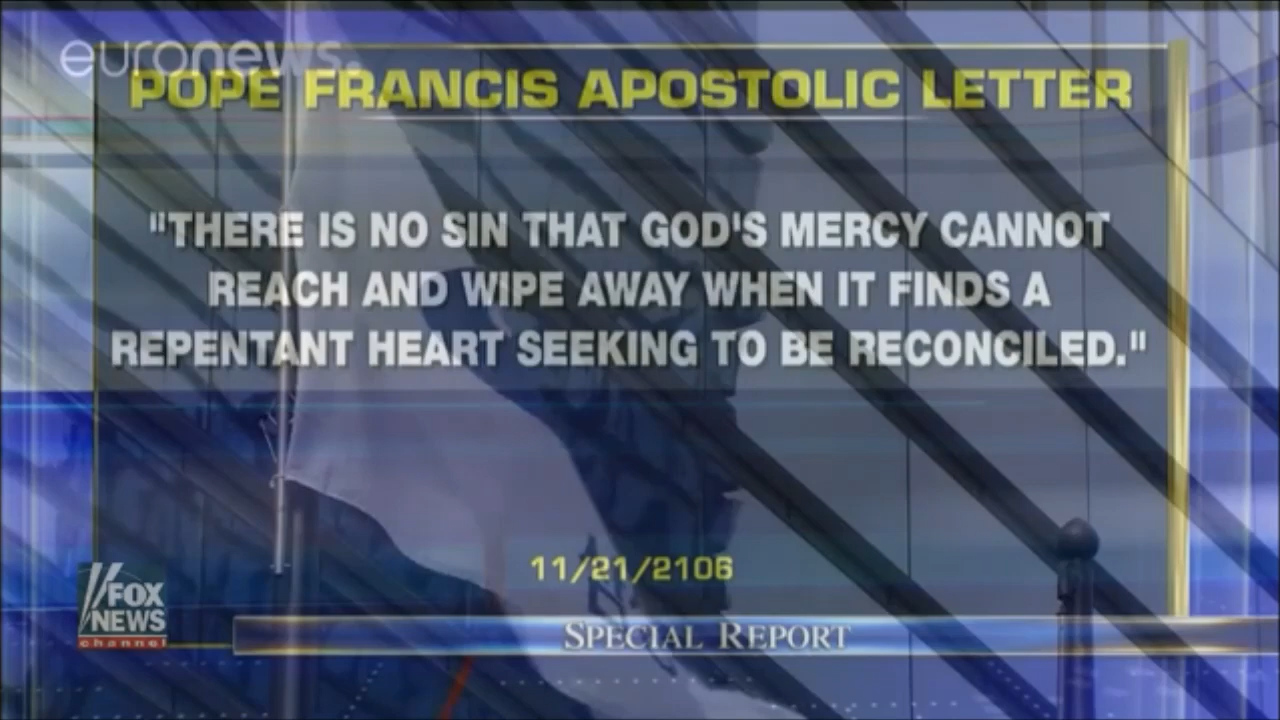 euronews.
POPE FRANCIS APOSTOLIC LETTER
"THERE IS NO SIN THAT GOD'S MERCY CANNOT
REACH AND WIPE AWAY WHEN IT FINDS A
REPENTANT HEART SEEKING TO BE RECONCILED."
11/21/2106
FOX
NEWS
channel
SPECIAL REPORT